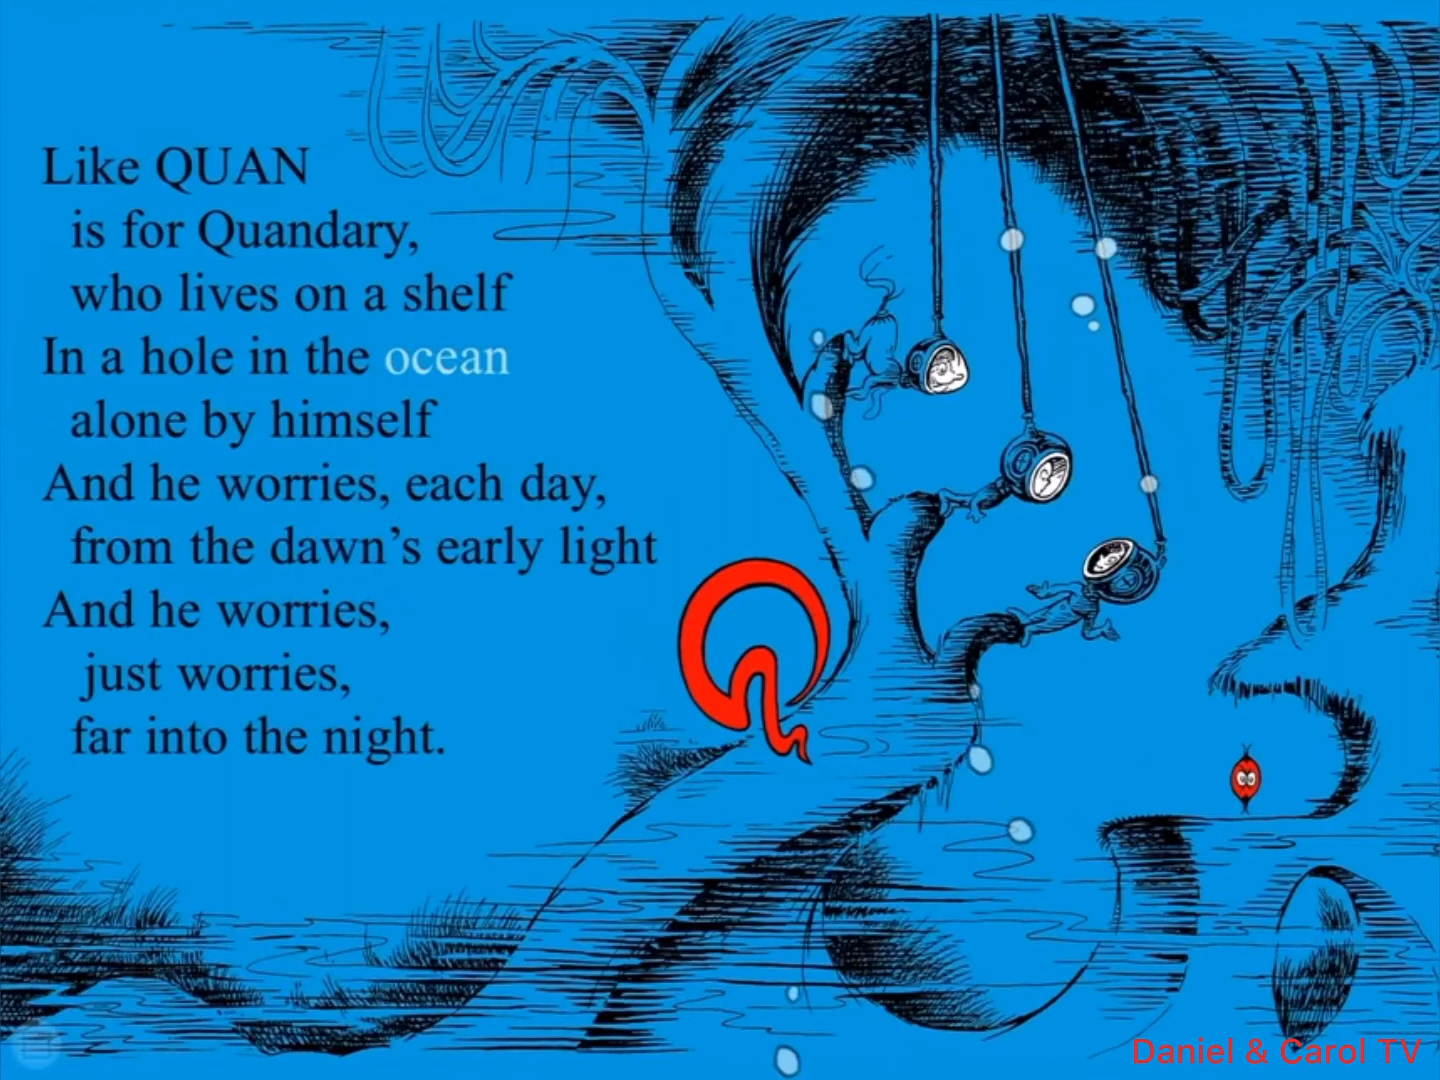 Like QUAN
is for Quandary,
who lives on a shelf
In a hole in the ocean
alone by himself
And he worries, each day,
from the dawn's early light
And he worries,
just worries,
far into the night.
Daniel & Carol TV